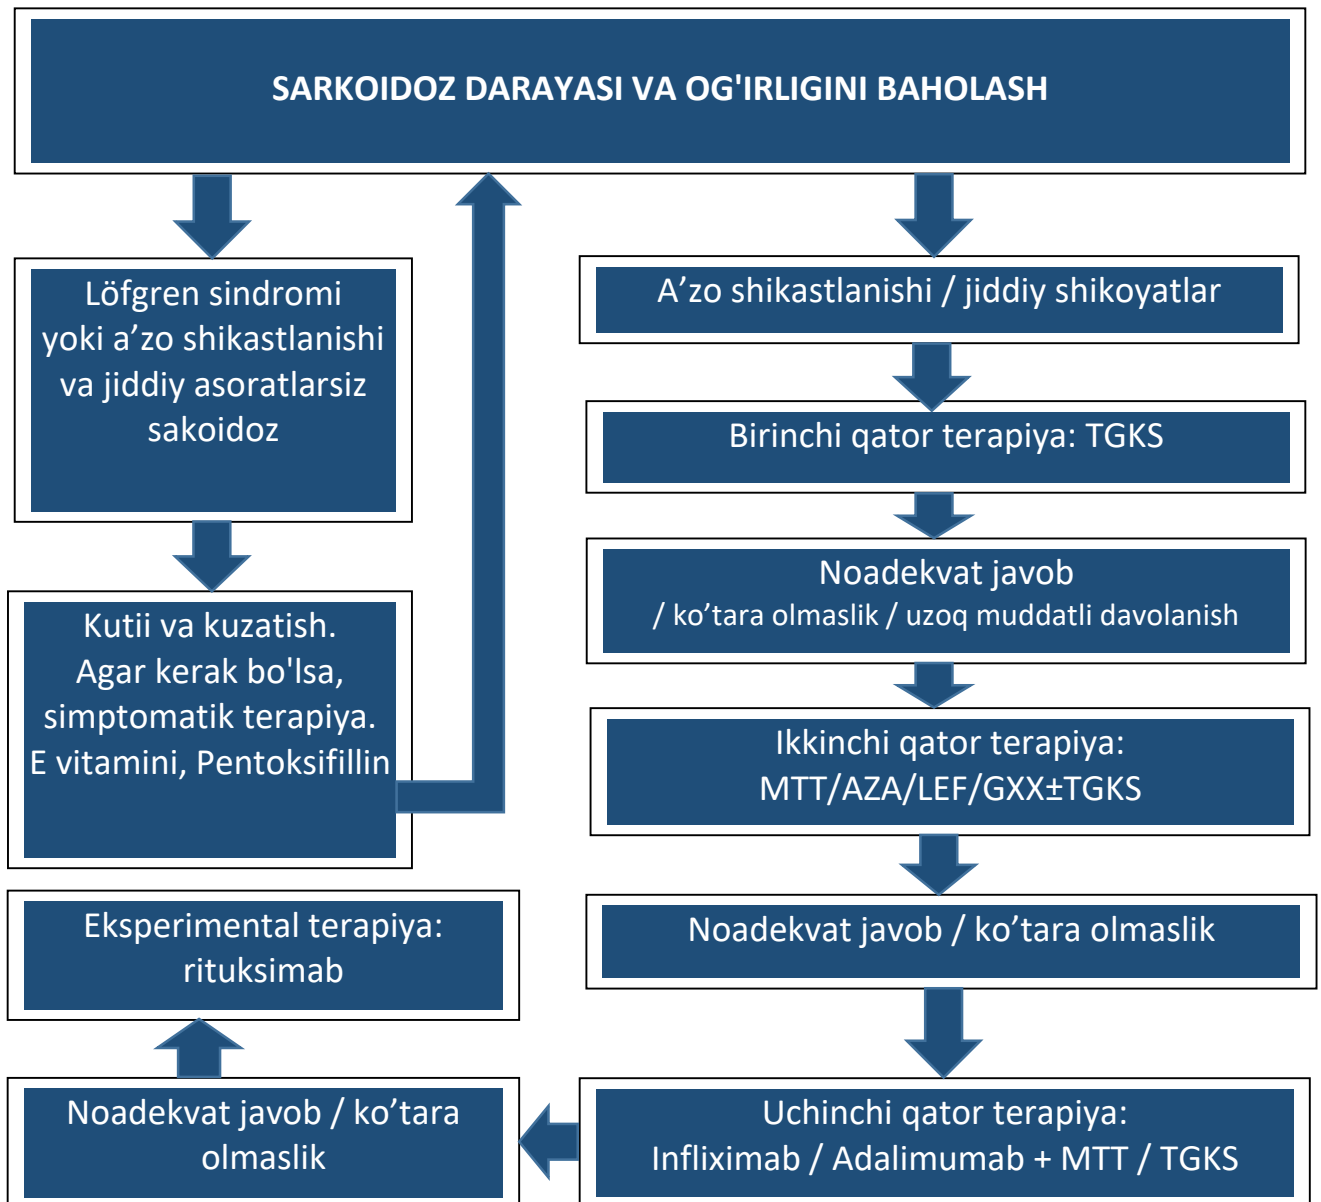 SARKOIDOZ DARAYASI VA OG'IRLIGINI BAHOLASH
Löfgren sindromi
yoki a’zo shikastlanishi
va jiddiy asoratlarsiz
sakoidoz
Kutii va kuzatish.
Agar kerak bo'lsa,
simptomatik terapiya.
E vitamini, Pentoksifillin
A’zo shikastlanishi / jiddiy shikoyatlar
Birinchi qator terapiya: TGKS
Noadekvat javob
/ ko’tara olmaslik / uzoq muddatli davolanish
Ikkinchi qator terapiya:
MTT/AZA/LEF/GXX±TGKS
Noadekvat javob / ko’tara olmaslik
Uchinchi qator terapiya:
Infliximab / Adalimumab + MTT / TGKS
Noadekvat javob / ko’tara
olmaslik
Eksperimental terapiya:
rituksimab